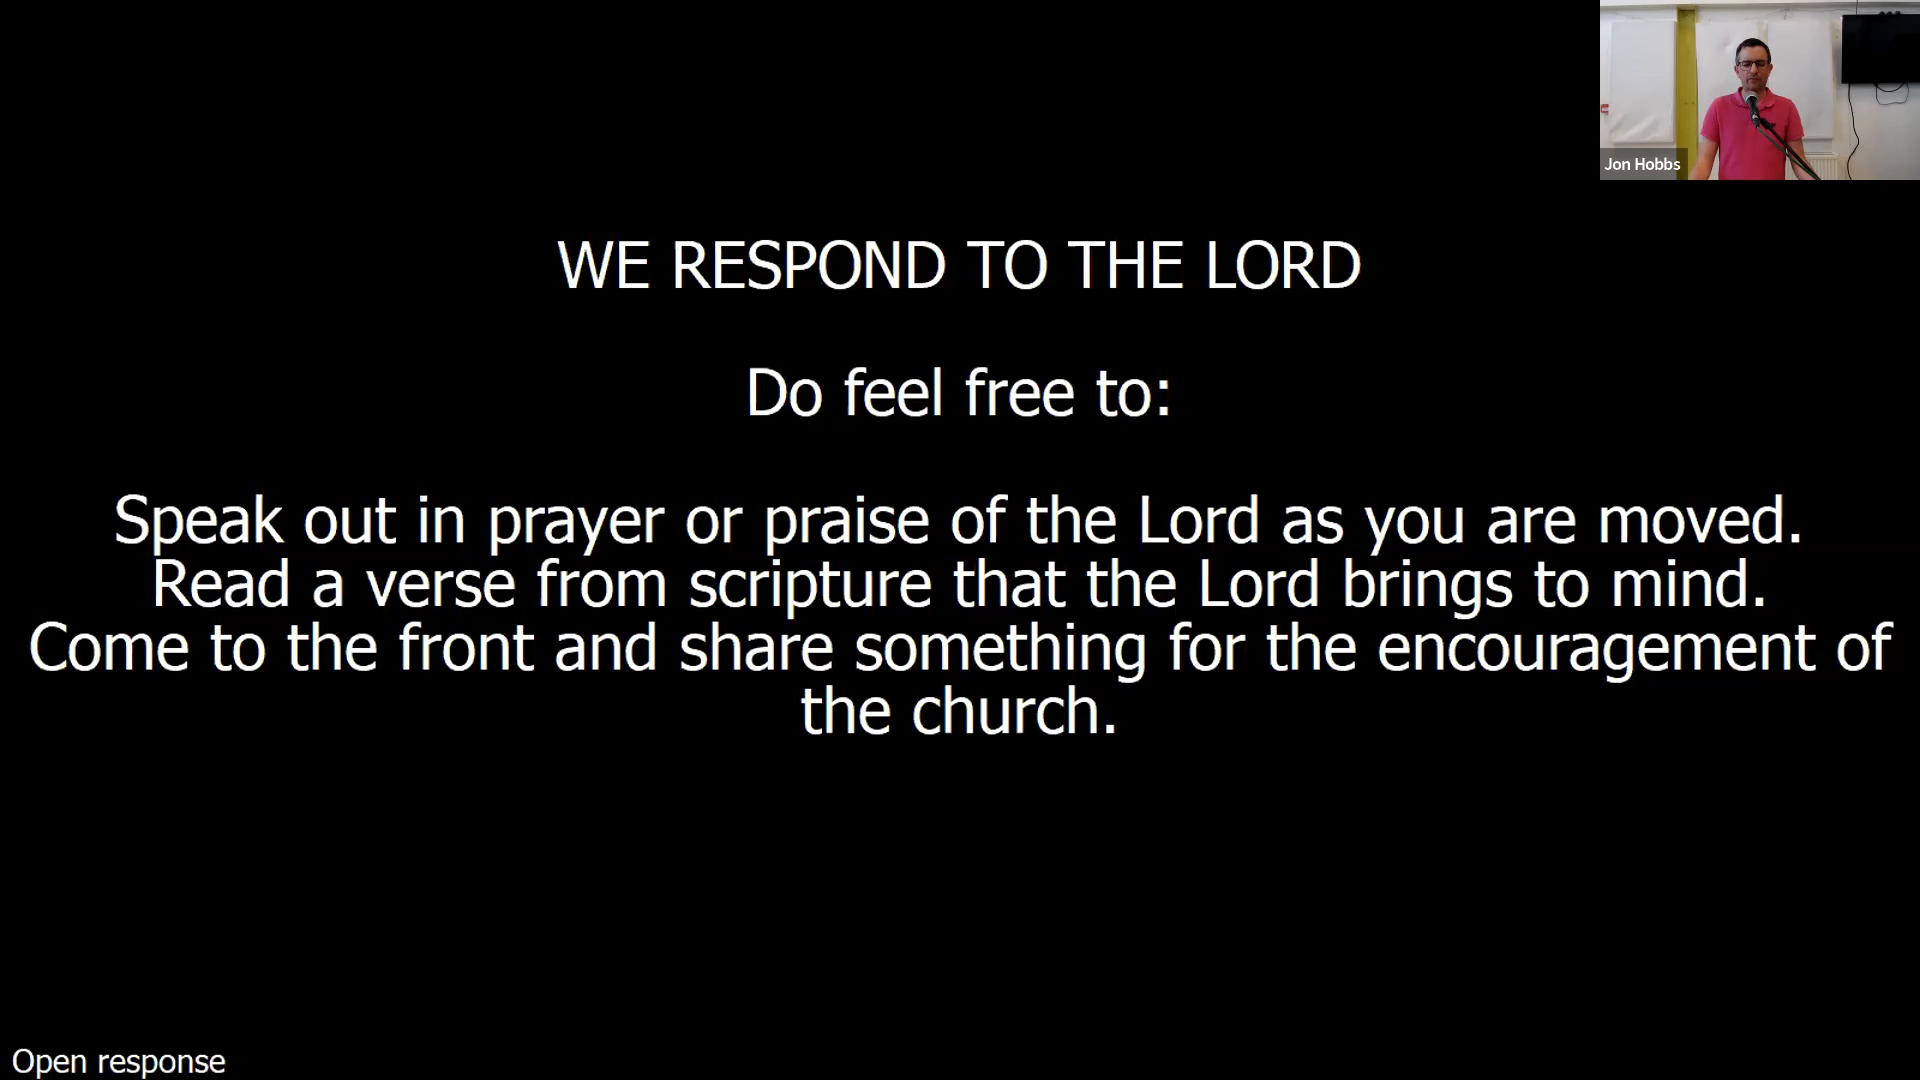 Jon Hobbs
WE RESPOND TO THE LORD
Do feel free to:
Speak out in prayer or praise of the Lord as you are moved.
Read a verse from scripture that the Lord brings to mind.
Come to the front and share something for the encouragement of
the church.
Open response